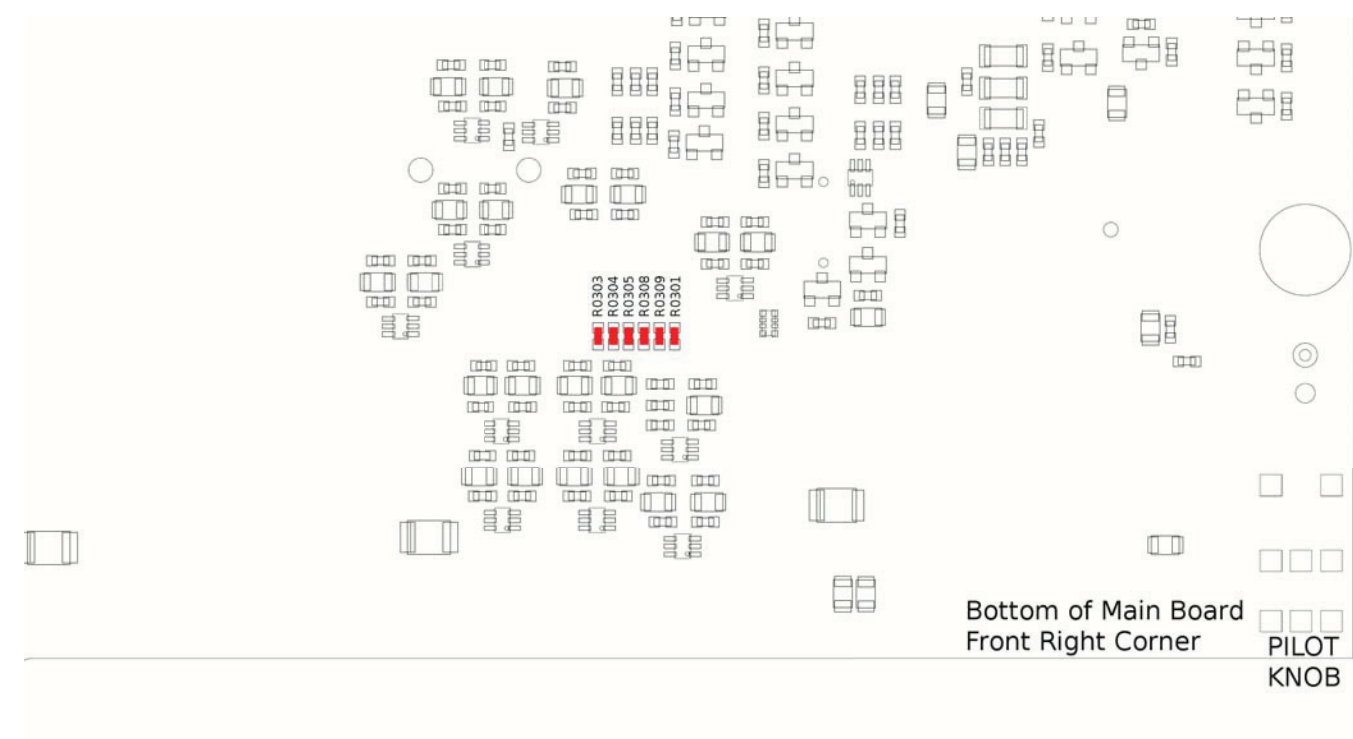 R0303
R0304
R0305
R0308
R0309
R0301
Bottom of Main Board
Front Right Corner
PILOT
KNOB